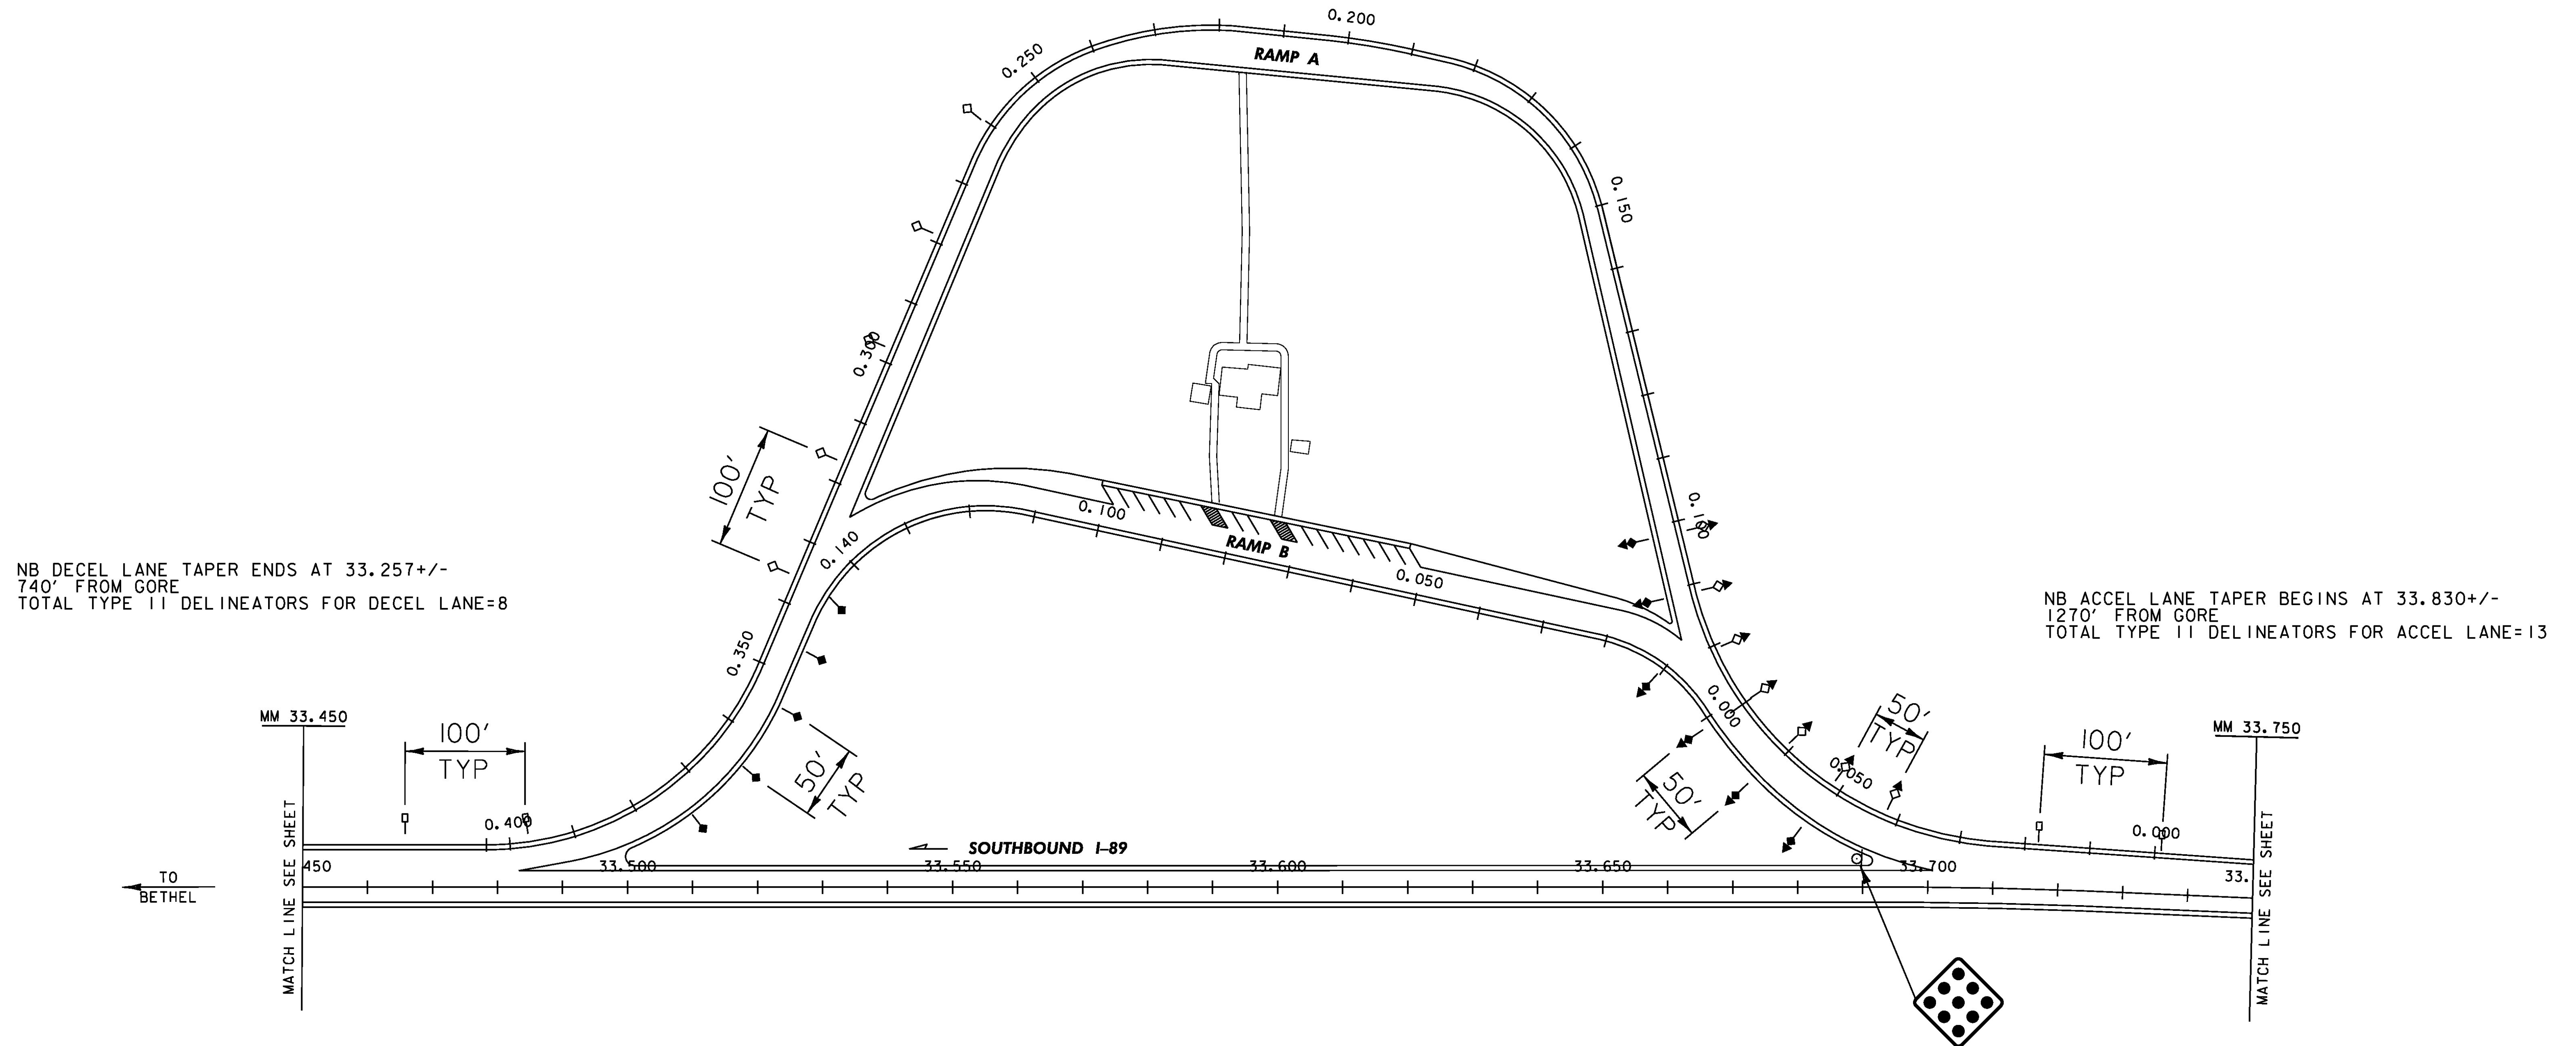 0.200
RAMP A
0.250
0.150
0.300
100'
TYP
0.100
0.100
RAMP B
0.140
0.050
NB DECEL LANE TAPER ENDS AT 33.257+/-
740' FROM GORE
TOTAL TYPE II DELINEATORS FOR DECEL LANE=8
NB ACCEL LANE TAPER BEGINS AT 33.830+/-
1270' FROM GORE
TOTAL TYPE II DELINEATORS FOR ACCEL LANE=13
0.350
0.000
MM 33.450
100'
TYP
50'
TYP
50'
TYP
50'
TYP
100'
TYP
MM 33.750
0.050
0.400
0.000
MATCH LINE SEE SHEET
SOUTHBOUND I-89
450
33.500
33.550
33.600
33.650
33.700
33.
MATCH LINE SEE SHEET
TO
BETHEL